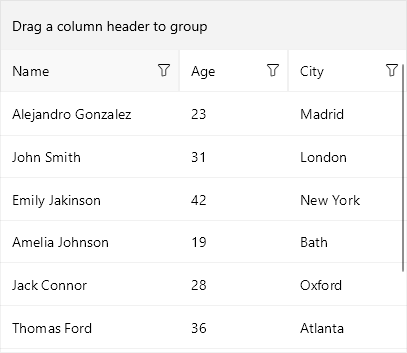 Drag a column header to group
Name Age City
Alejandro Gonzalez 23 Madrid
John Smith 31 London
Emily Jakinson 42 New York
Amelia Johnson 19 Bath
Jack Connor 28 Oxford
Thomas Ford 36 Atlanta